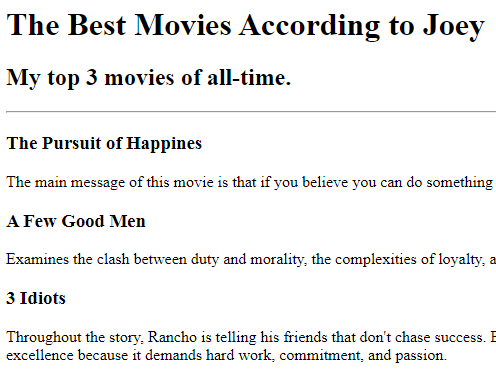 The Best Movies According to Joey
My top 3 movies of all-time.
The Pursuit of Happines
The main message of this movie is that if you believe you can do something
A Few Good Men
Examines the clash between duty and morality, the complexities of loyalty, a
3 Idiots
Throughout the story, Rancho is telling his friends that don't chase success. E
excellence because it demands hard work, commitment, and passion.